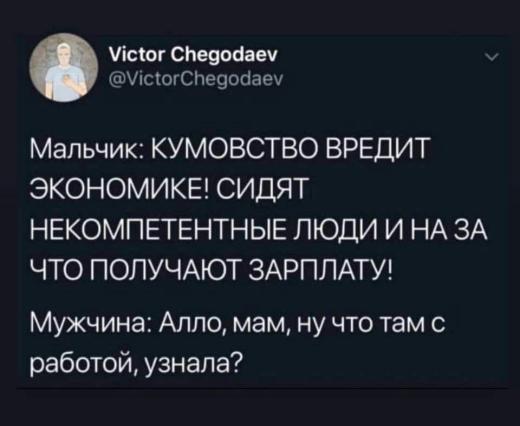 Victor Chegodaev
@VictorChegodaev
Мальчик: КУМОВСТВО ВРЕДИТ
ЭКОНОМИКЕ! СИДЯТ
НЕКОМПЕТЕНТНЫЕ ЛЮДИ И НА ЗА
ЧТО ПОЛУЧАЮТ ЗАРПЛАТУ!
Мужчина: Алло, мам, ну что там с
работой, узнала?